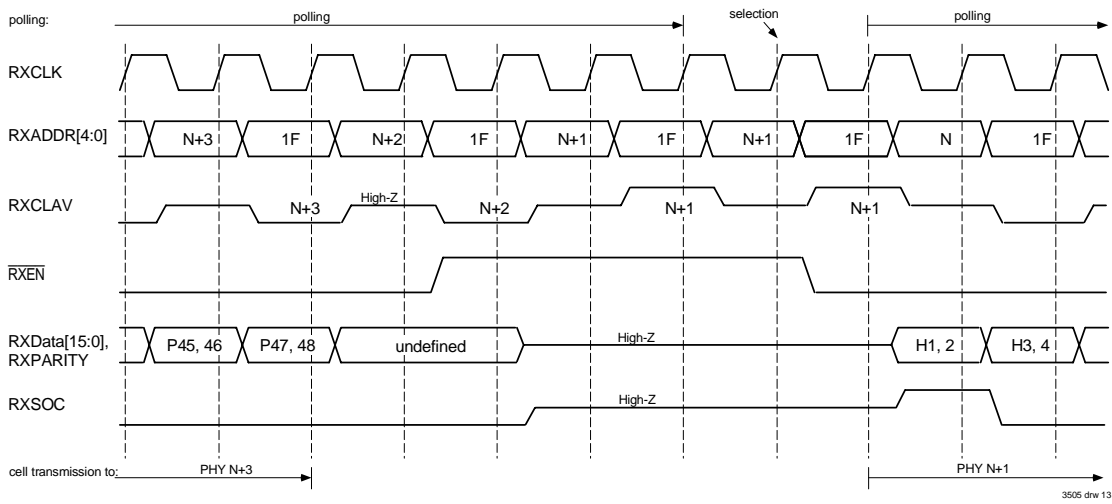 polling: polling selection polling
RXCLK
RXADDR[4:0] N+3 1F N+2 1F N+1 1F N+1 1F N 1F
RXCLAV N+3 High-Z N+2 N+1 N+1
RXEN
RXData[15:0], RXPARITY P45, 46 P47, 48 undefined High-Z H1, 2 H3, 4
RXSOC High-Z
cell transmission to: PHY N+3 PHY N+1
3505 drw 13